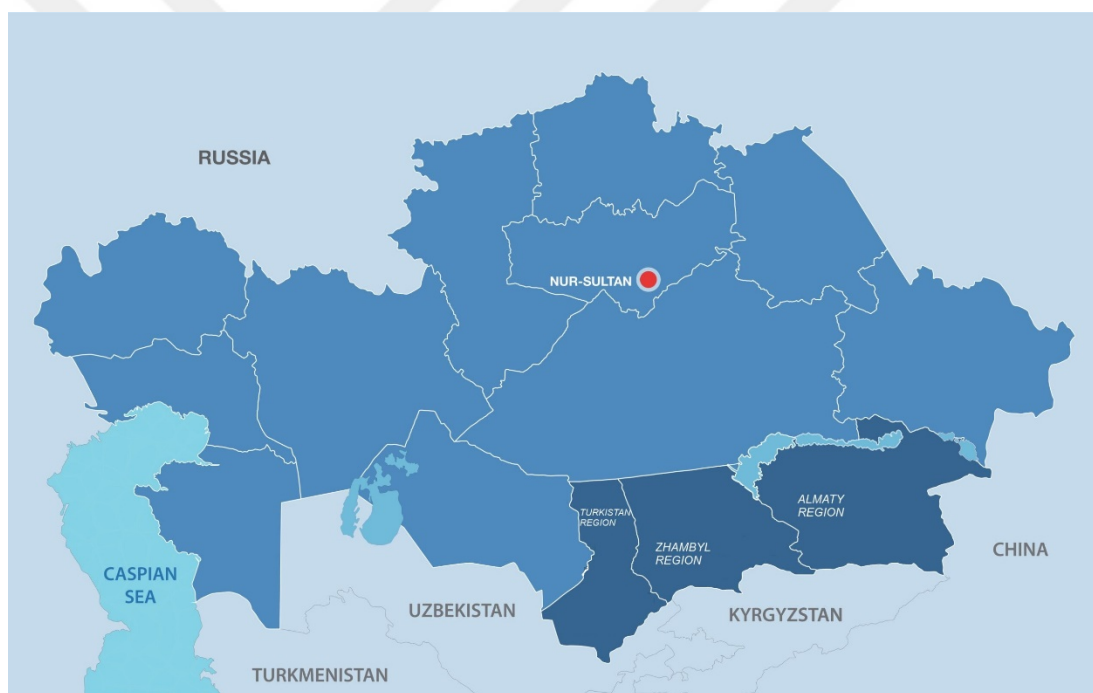 RUSSIA
NUR-SULTAN
ALMATY
REGION
TURKISTAN
REGION
ZHAMBYL
REGION
CHINA
CASPIAN
SEA
UZBEKISTAN
KYRGYZSTAN
TURKMENISTAN